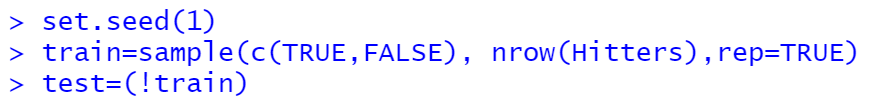 > set.seed(1)
> train=sample(c(TRUE,FALSE), nrow(Hitters),rep=TRUE)
> test=(!train)